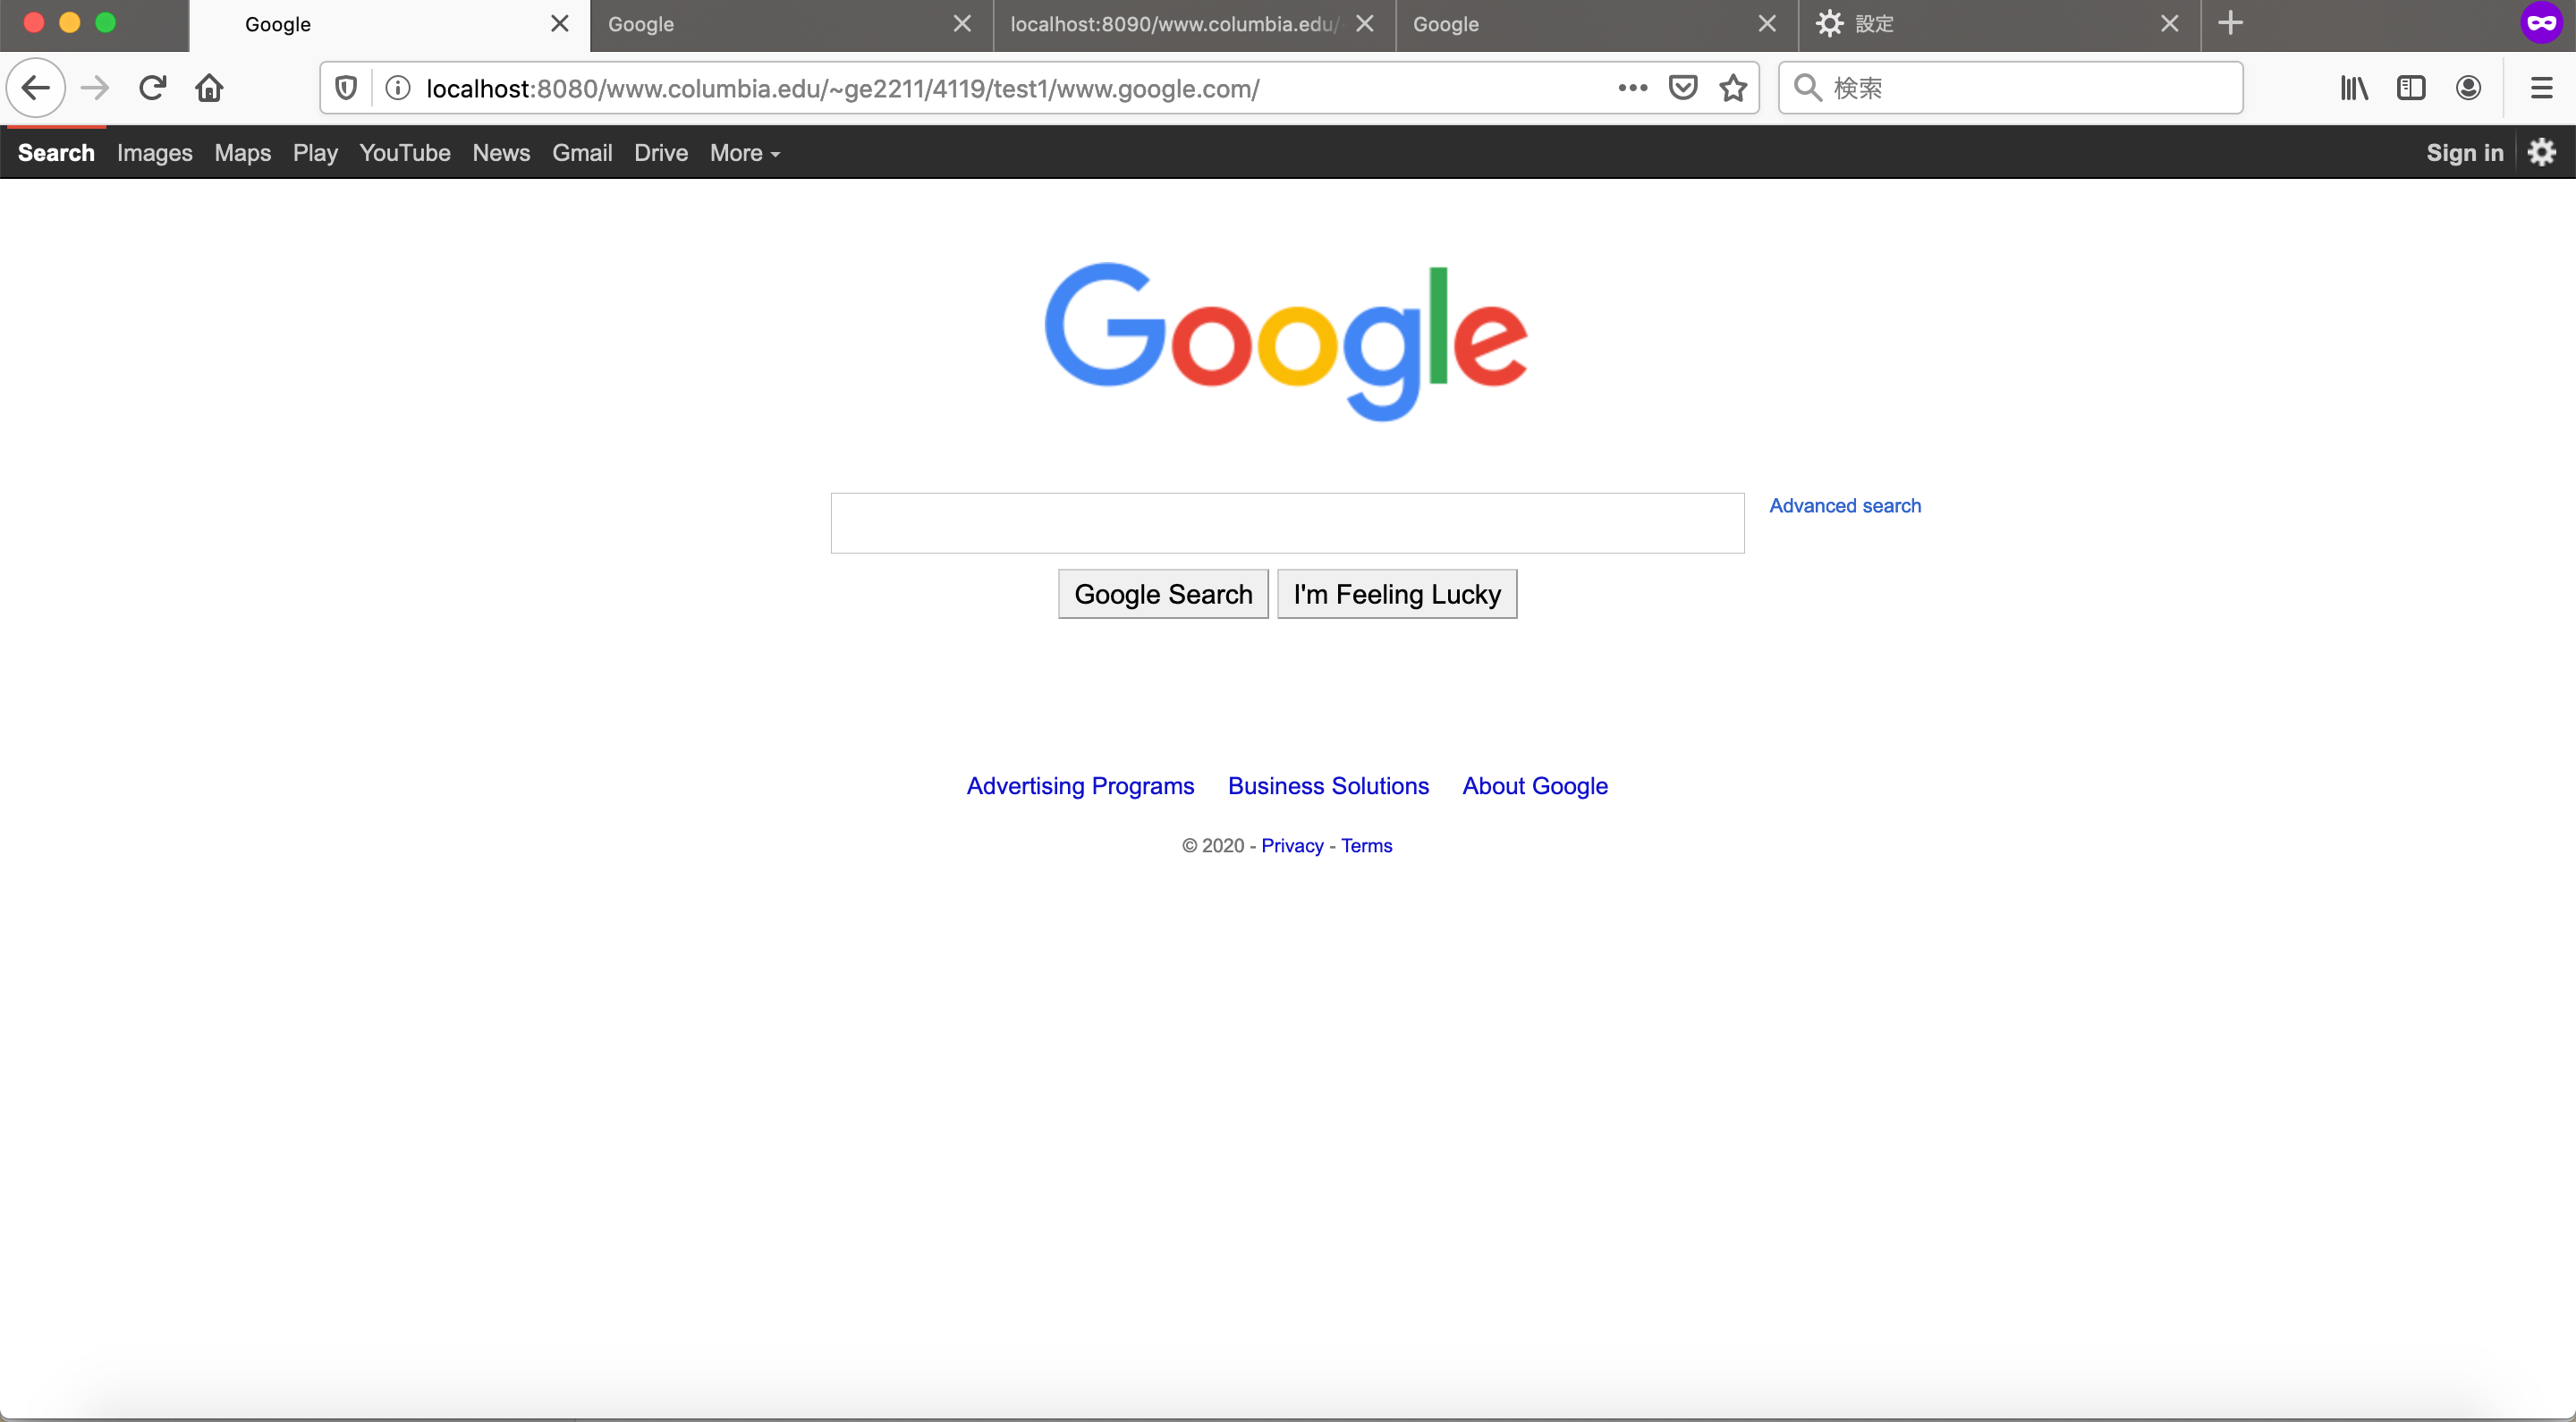 Google
Google
localhost:8090/www.columbia.edu/
Google
設定
localhost:8080/www.columbia.edu/~ge2211/4119/test1/www.google.com/
検索
Search Images Maps Play YouTube News Gmail Drive More
Sign in
Google
Advanced search
Google Search I'm Feeling Lucky
Advertising Programs Business Solutions About Google
© 2020 - Privacy - Terms